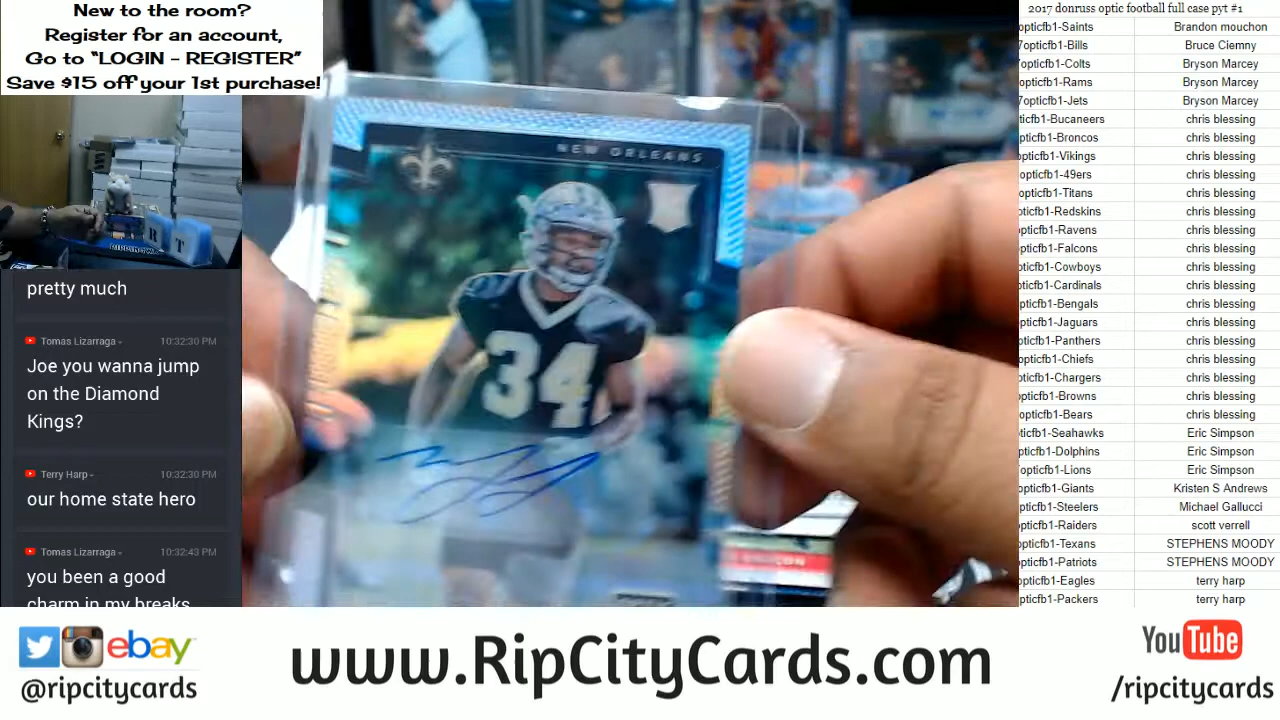 New to the room?
Register for an account,
Go to “LOGIN - REGISTER”
Save $15 off your 1st purchase!
R T
pretty much
Tomas Lizarraga 10:32:30 PM
Joe you wanna jump
on the Diamond
Kings?
Terry Harp 10:32:30 PM
our home state hero
Tomas Lizarraga 10:32:43 PM
you been a good
charm in my breaks
NEW ORLEANS
34
2017 donruss optic football full case pyt #1
opticfb1-Saints Brandon mouchon
7opticfb1-Bills Bruce Ciemny
7opticfb1-Colts Bryson Marcey
opticfb1-Rams Bryson Marcey
7opticfb1-Jets Bryson Marcey
opticfb1-Bucaneers chris blessing
opticfb1-Broncos chris blessing
opticfb1-Vikings chris blessing
opticfb1-49ers chris blessing
opticfb1-Titans chris blessing
opticfb1-Redskins chris blessing
opticfb1-Ravens chris blessing
opticfb1-Falcons chris blessing
pticfb1-Cowboys chris blessing
pticfb1-Cardinals chris blessing
opticfb1-Bengals chris blessing
opticfb1-Jaguars chris blessing
pticfb1-Panthers chris blessing
opticfb1-Chiefs chris blessing
pticfb1-Chargers chris blessing
opticfb1-Browns chris blessing
opticfb1-Bears chris blessing
pticfb1-Seahawks Eric Simpson
pticfb1-Dolphins Eric Simpson
7opticfb1-Lions Eric Simpson
opticfb1-Giants Kristen S Andrews
opticfb1-Steelers Michael Gallucci
opticfb1-Raiders scott verrell
opticfb1-Texans STEPHENS MOODY
opticfb1-Patriots STEPHENS MOODY
opticfb1-Eagles terry harp
opticfb1-Packers terry harp
ebay
@ripcitycards
www.RipCityCards.com
YouTube
/ripcitycards